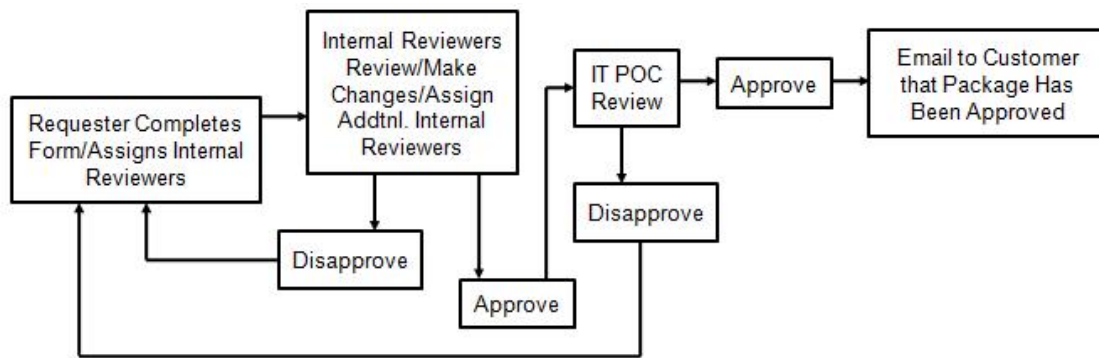 Requester Completes
Form/Assigns Internal
Reviewers
Internal Reviewers
Review/Make
Changes/Assign
Addtnl. Internal
Reviewers
Disapprove
Approve
IT POC
Review
Disapprove
Approve
Email to Customer
that Package Has
Been Approved